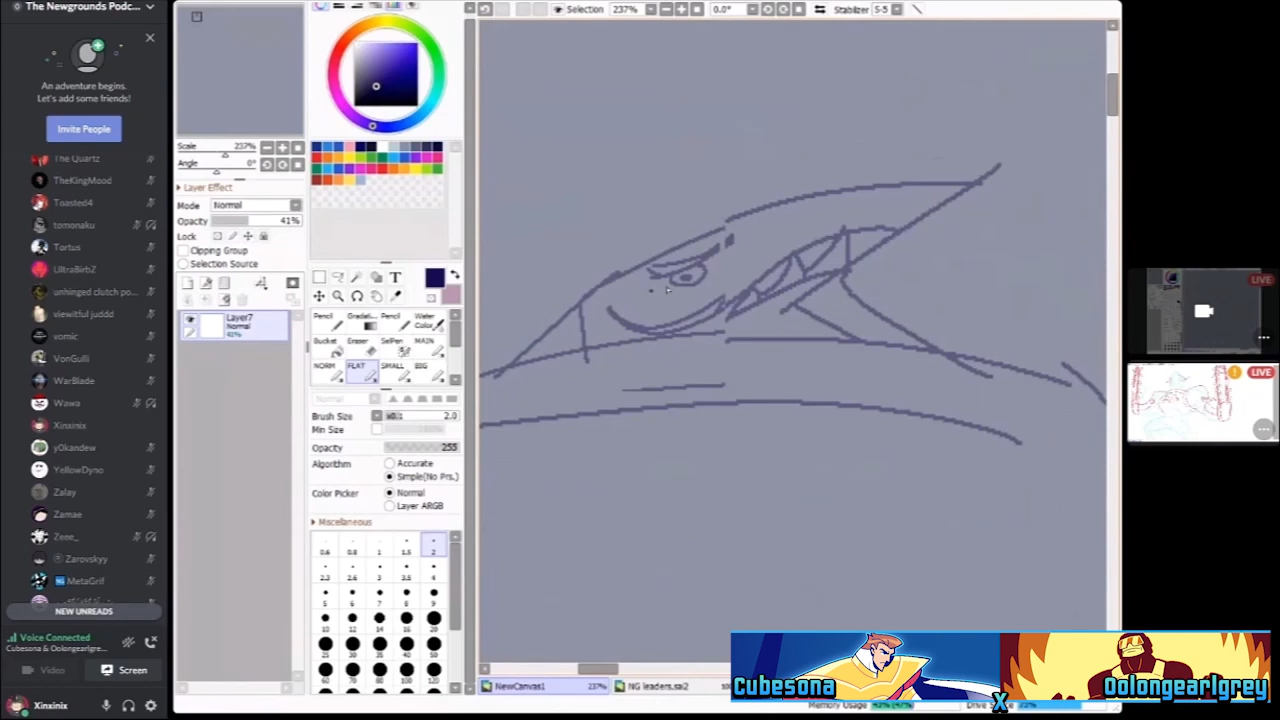 The Newgrounds Podc...
An adventure begins.
Let's add some friends!
Invite People
The Quartz
TheKingMood
Toasted4
tomonaku
Tortus
UltraBirbZ
unhinged clutch po...
viewitful juddd
vomic
VonGulli
WarBlade
Wawa
Xinxinix
y0kandew
YellowDyno
Zalay
Zamae
Zeee_
Zarovskyy
NG MetaGrif
NEW UNREADS
Voice Connected
Cubesona & Oolongearlgre...
Video
Screen
Xinxinix
Scale 237%
Angle 0°
Layer Effect
Mode Normal
Opacity 41%
Lock
Clipping Group
Selection Source
Layer7
Normal
41%
T
Pencil
Gradati...
Pencil
Water Color
Bucket
Eraser
SelPen
MAIN
NORM
FLAT
SMALL
BIG
Normal
Brush Size 2.0
Min Size 100%
Opacity 255
Algorithm
Accurate
Simple(No Prs.)
Color Picker
Normal
Layer ARGB
Miscellaneous
0.6 0.8 1 1.5 2
2.3 2.6 3 3.5 4
5 6 7 8 9
10 12 14 16 20
25 30 35 40 50
60 70 80 100 120
Selection 237% 0.0° Stabilizer S-5
NewCanvas1 237%
NG leaders.sai2
Memory Usage
LIVE
LIVE
Cubesona
X
Oolongearlgrey